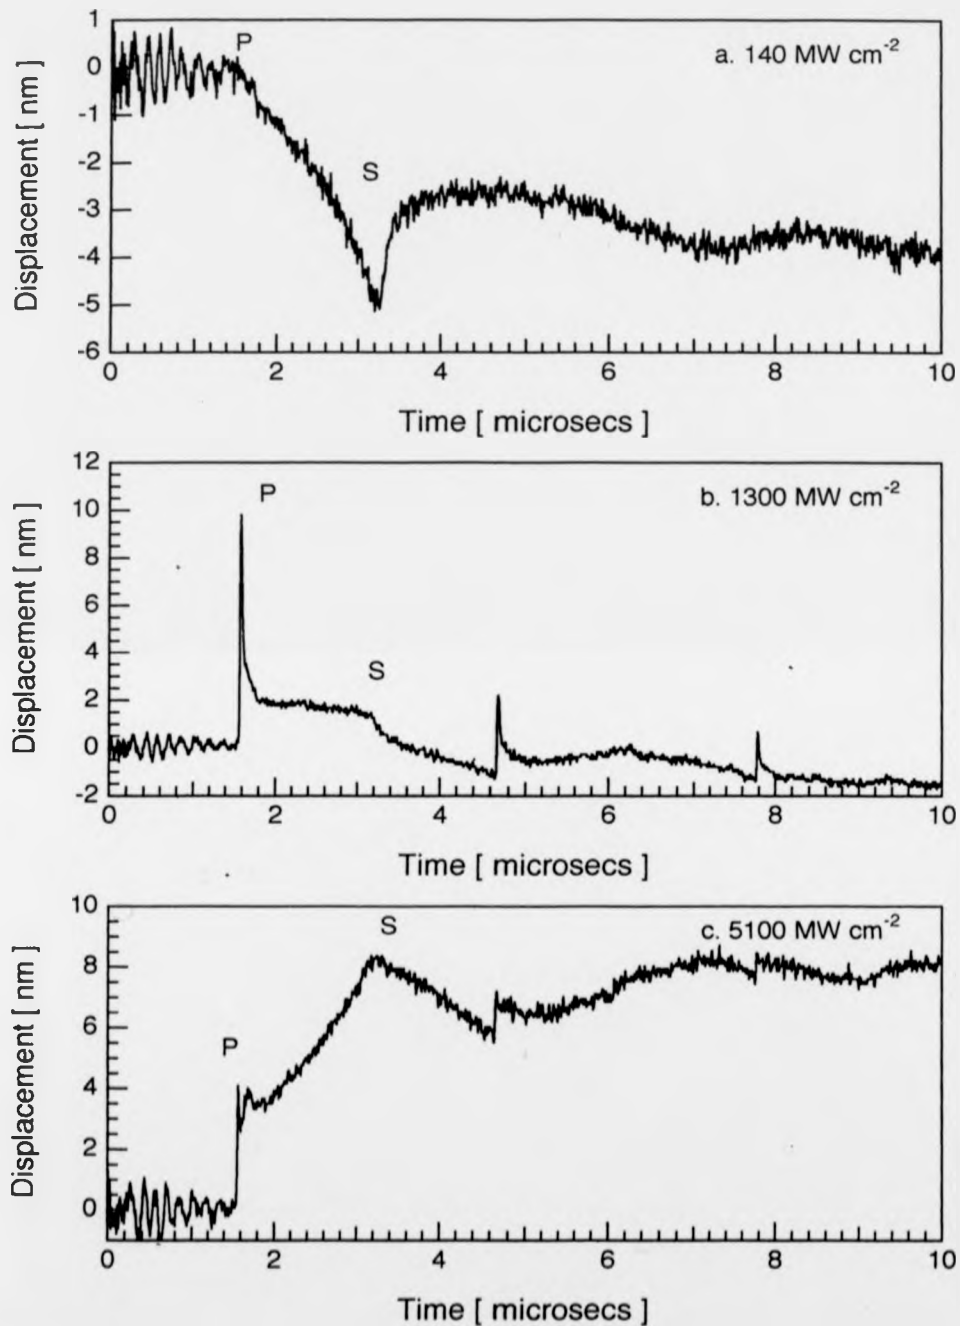 1
0
-1
-2
-3
-4
-5
-6
Displacement [ nm ]
P
S
a. 140 MW cm-2
0 2 4 6 8 10
Time [ microsecs ]
12
10
8
6
4
2
0
-2
Displacement [ nm ]
P
S
b. 1300 MW cm-2
0 2 4 6 8 10
Time [ microsecs ]
10
8
6
4
2
0
Displacement [ nm ]
P
S
c. 5100 MW cm-2
0 2 4 6 8 10
Time [ microsecs ]